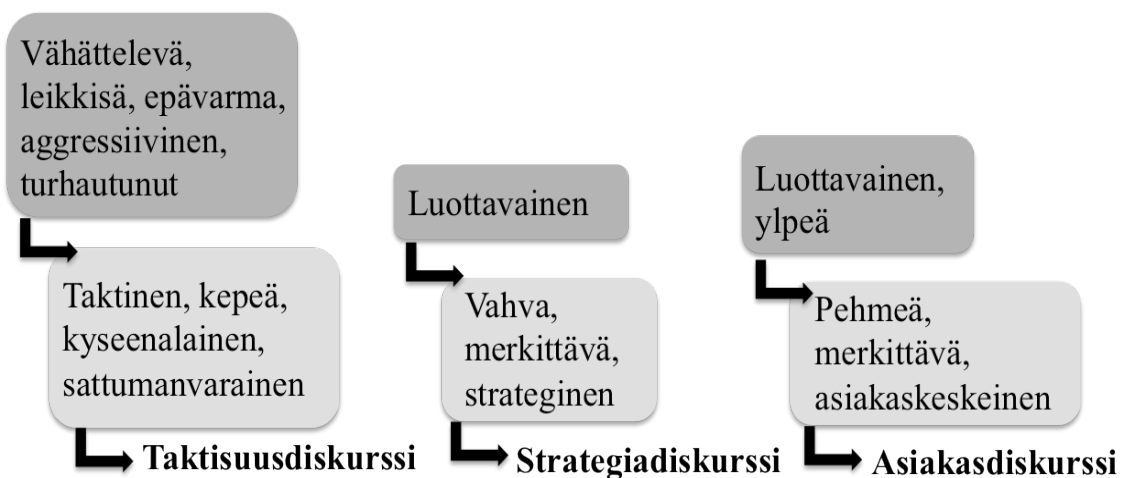 Vähättelevä,
leikkisä, epävarma,
aggressiivinen,
turhautunut
Taktinen, kepeä,
kyseenalainen,
sattumanvarainen
Taktisuusdiskurssi
Luottavainen
Vahva,
merkittävä,
strateginen
Strategiadiskurssi
Luottavainen,
ylpeä
Pehmeä,
merkittävä,
asiakaskeskeinen
Asiakasdiskurssi